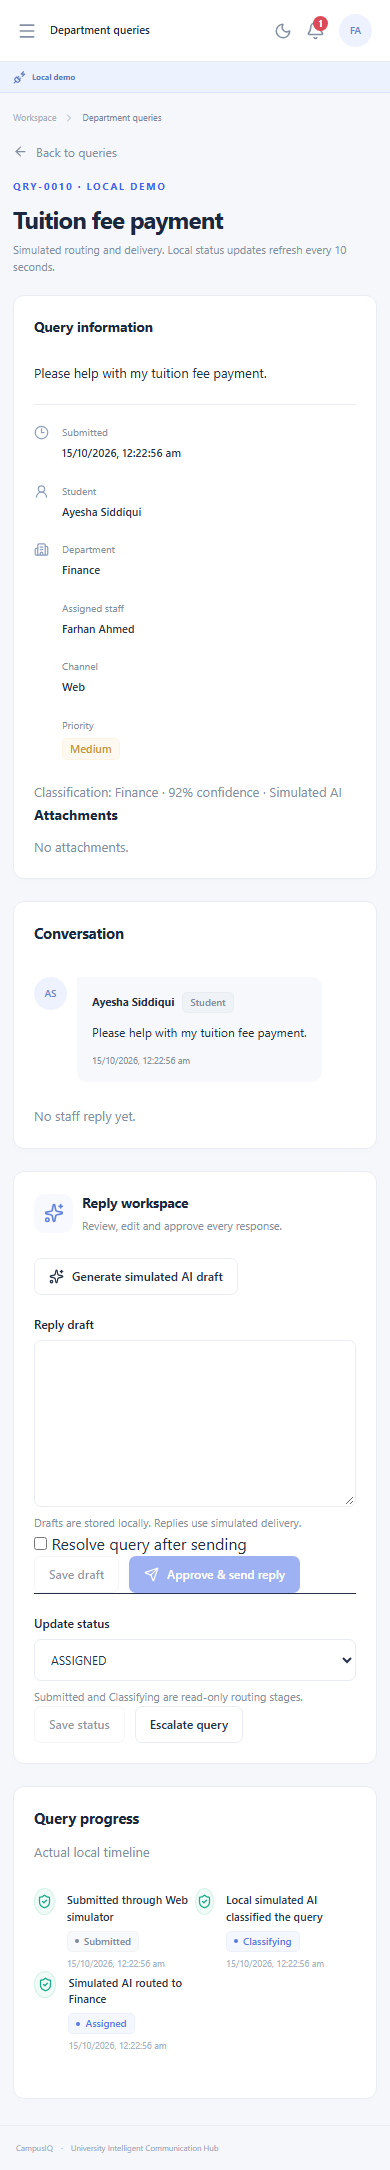 Department queries
1
FA
Local demo
Workspace
Department queries
Back to queries
QRY-0010 · LOCAL DEMO
Tuition fee payment
Simulated routing and delivery. Local status updates refresh every 10
seconds.
Query information
Please help with my tuition fee payment.
Submitted
15/10/2026, 12:22:56 am
Student
Ayesha Siddiqui
Department
Finance
Assigned staff
Farhan Ahmed
Channel
Web
Priority
Medium
Classification: Finance · 92% confidence · Simulated AI
Attachments
No attachments.
Conversation
AS
Ayesha Siddiqui Student
Please help with my tuition fee payment.
15/10/2026, 12:22:56 am
No staff reply yet.
Reply workspace
Review, edit and approve every response.
Generate simulated AI draft
Reply draft
Drafts are stored locally. Replies use simulated delivery.
Resolve query after sending
Save draft
Approve & send reply
Update status
ASSIGNED
Submitted and Classifying are read-only routing stages.
Save status
Escalate query
Query progress
Actual local timeline
Submitted through Web
simulator
Submitted
15/10/2026, 12:22:56 am
Local simulated AI
classified the query
Classifying
15/10/2026, 12:22:56 am
Simulated AI routed to
Finance
Assigned
15/10/2026, 12:22:56 am
CampusIQ · University Intelligent Communication Hub